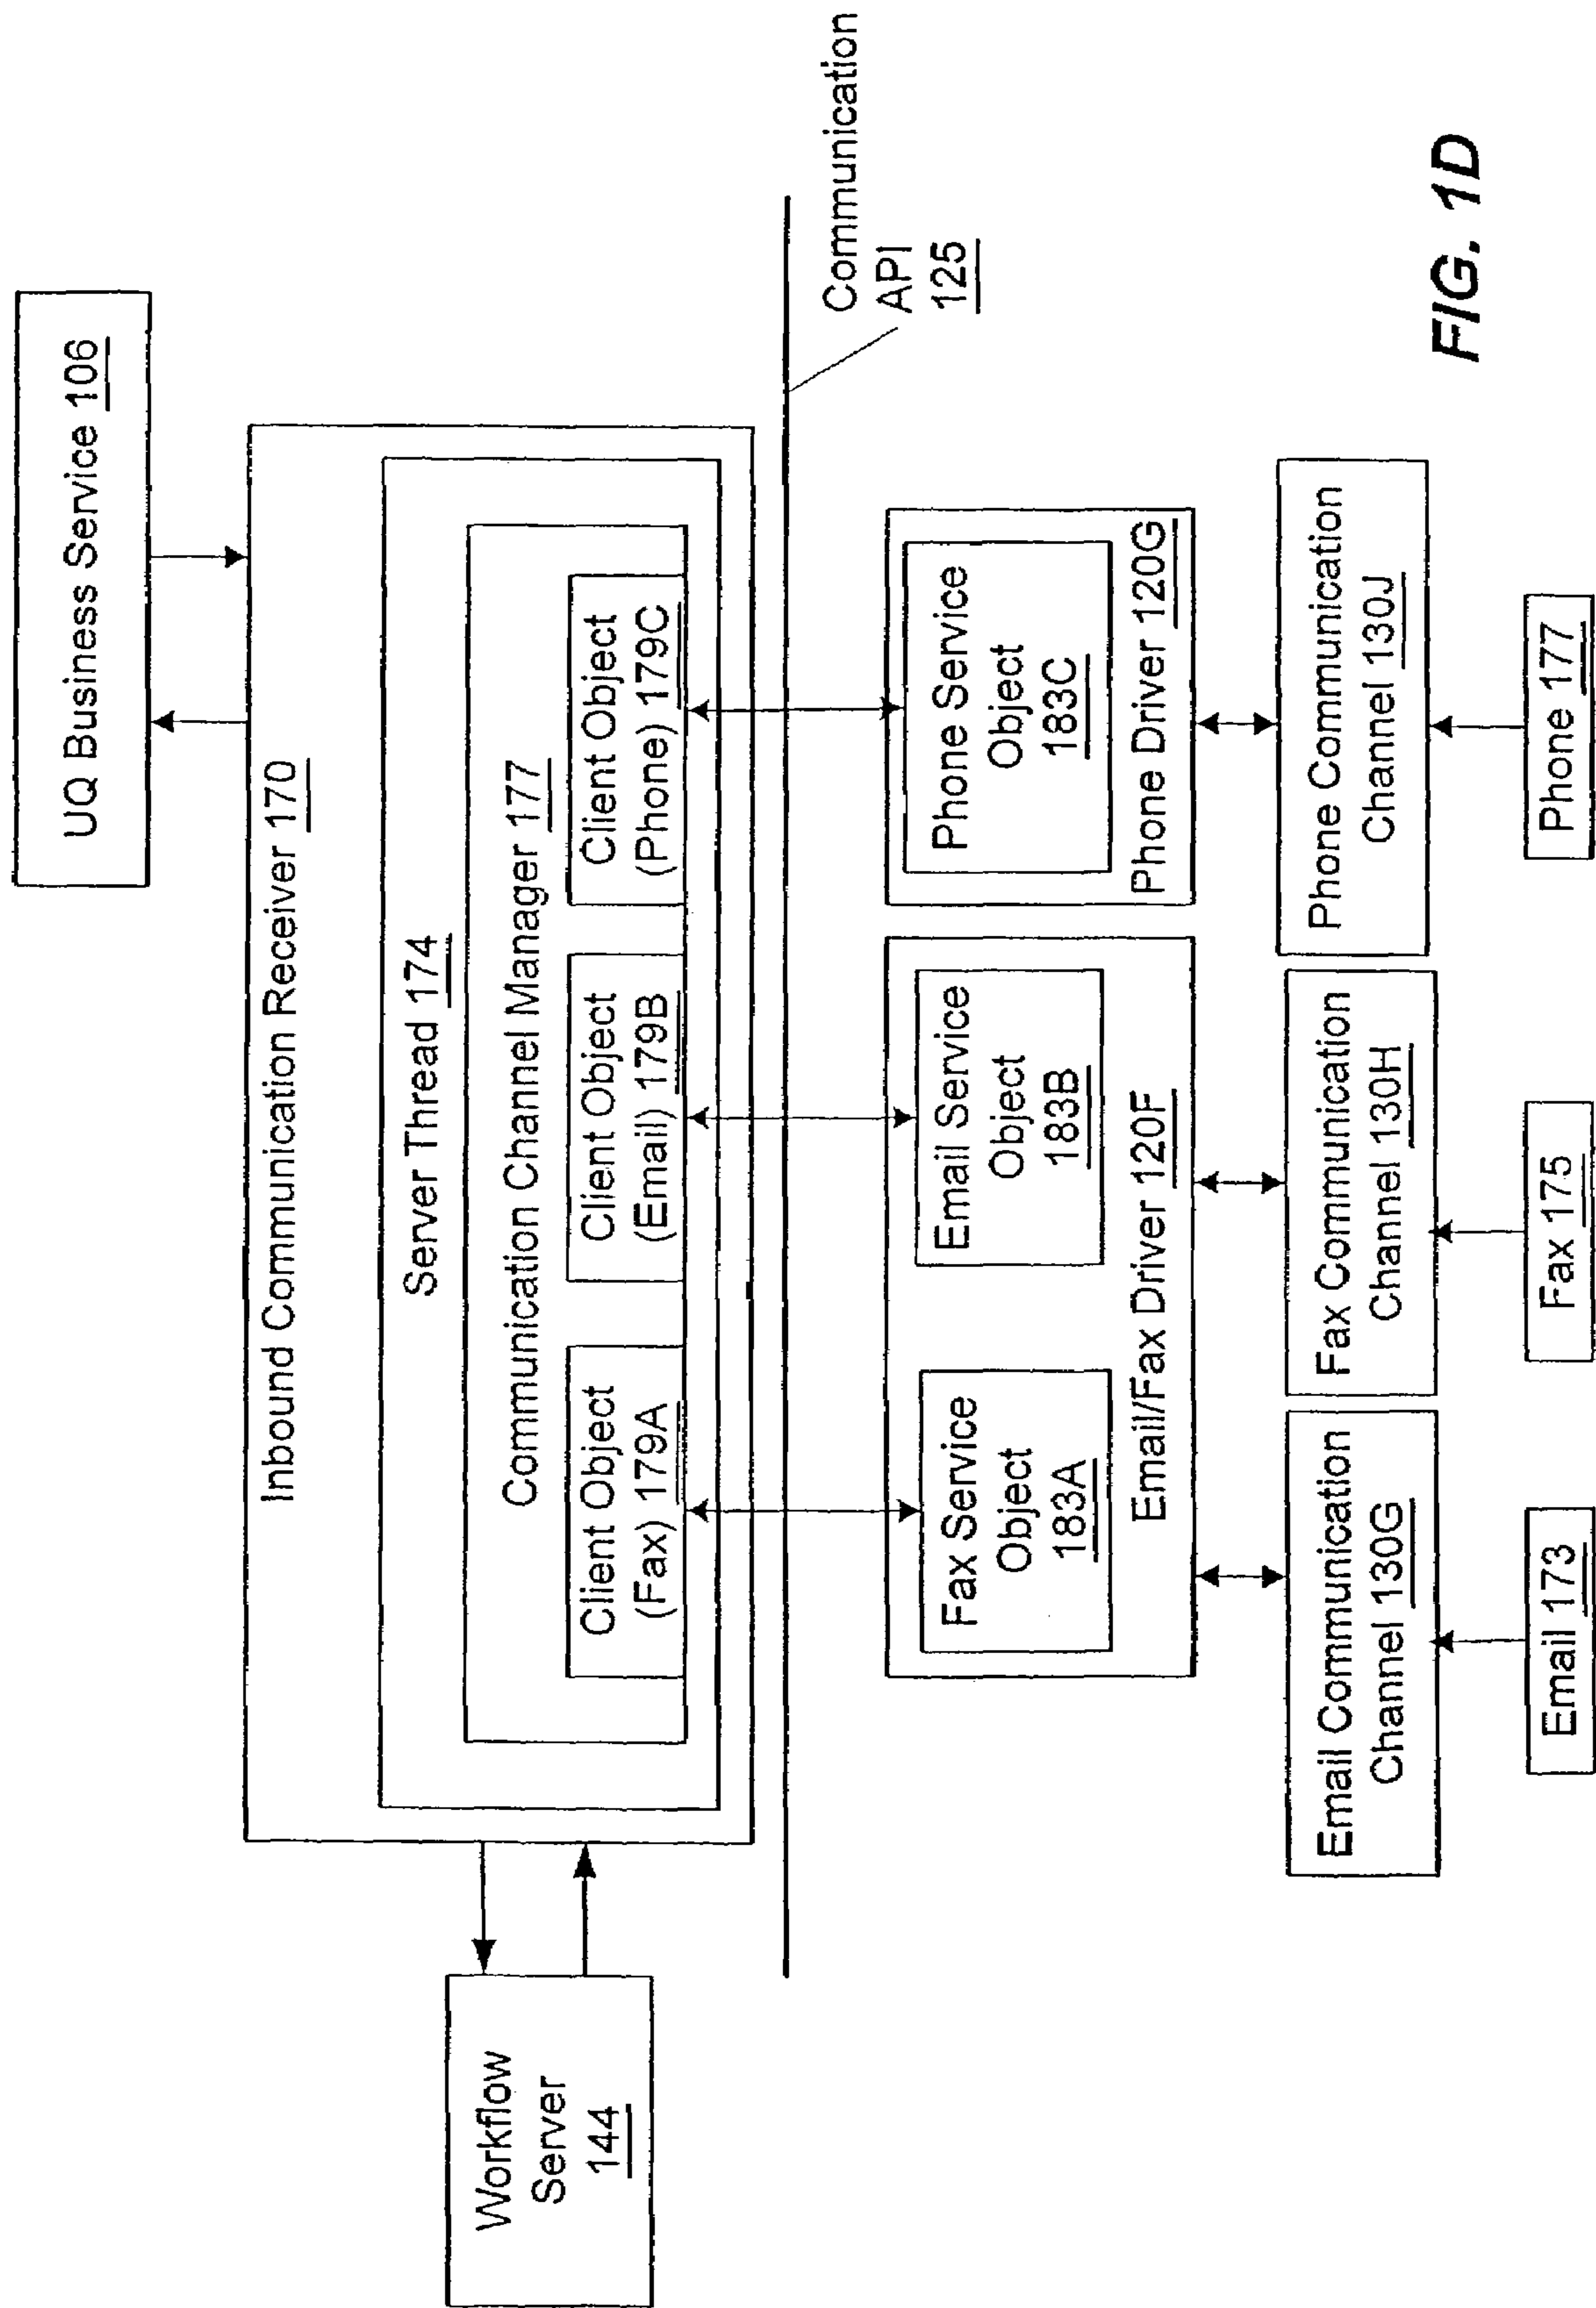 UQ Business Service 106
Inbound Communication Receiver 170
Server Thread 174
Communication Channel Manager 177
Client Object
(Fax) 179A
Client Object
(Email) 179B
Client Object
(Phone) 179C
Workflow
Server
144
Communication
API
125
Fax Service
Object
183A
Email Service
Object
183B
Email/Fax Driver 120F
Phone Service
Object
183C
Phone Driver 120G
Email Communication
Channel 130G
Fax Communication
Channel 130H
Phone Communication
Channel 130J
Email 173
Fax 175
Phone 177
FIG. 1D